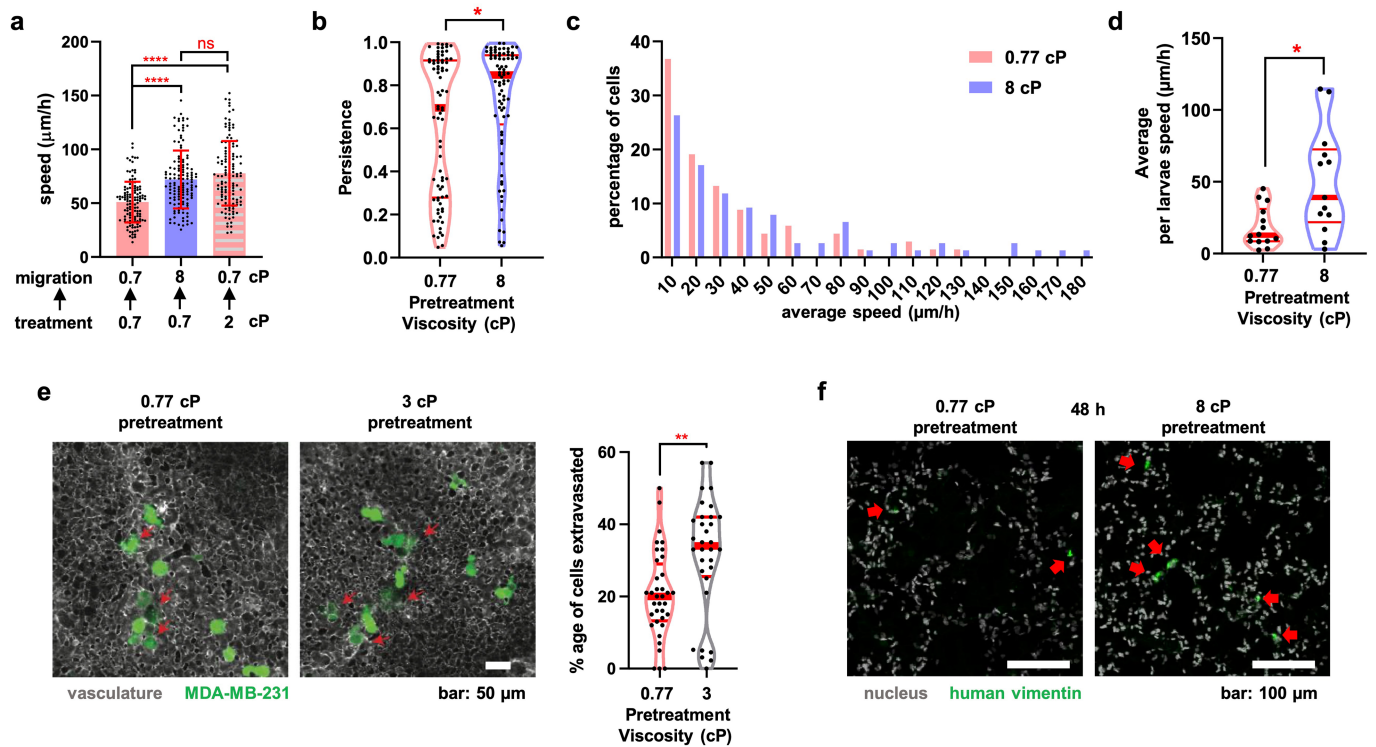 a
200
150
100
50
0
speed (μm/h)
ns
****
****
migration 0.7 8 0.7 cP
treatment 0.7 0.7 2 cP
b
*
1.0
0.8
0.6
0.4
0.2
0.0
Persistence
0.77 8
Pretreatment
Viscosity (cP)
c
50
40
30
20
10
0
percentage of cells
0.77 cP
8 cP
10 20 30 40 50 60 70 80 90 100 110 120 130 140 150 160 170 180
average speed (μm/h)
d
150
100
50
0
Average
per larvae speed (μm/h)
*
0.77 8
Pretreatment
Viscosity (cP)
e
0.77 cP
pretreatment
3 cP
pretreatment
vasculature MDA-MB-231
bar: 50 μm
**
60
40
20
0
% age of cells extravasated
0.77 3
Pretreatment
Viscosity (cP)
f
0.77 cP
pretreatment
48 h
8 cP
pretreatment
nucleus human vimentin
bar: 100 μm